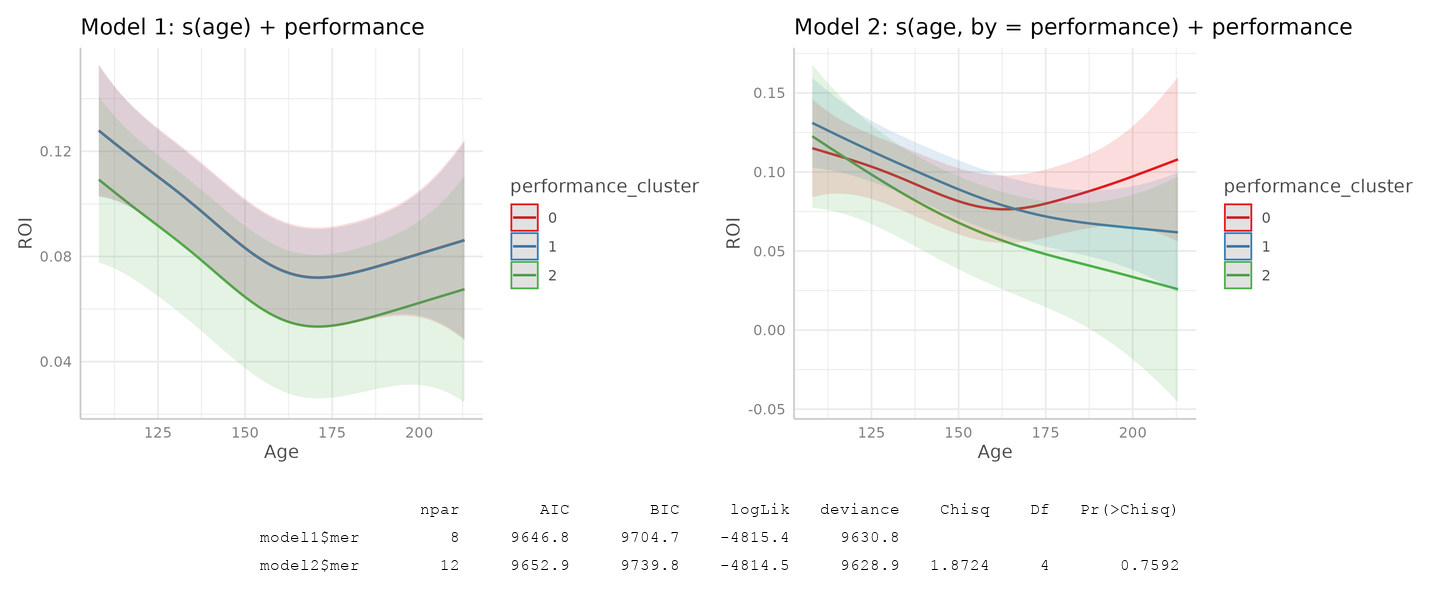 Model 1: s(age) + performance
0.12
0.08
0.04
ROI
125 150 175 200
Age
performance_cluster
0
1
2
Model 2: s(age, by = performance) + performance
0.15
0.10
0.05
0.00
-0.05
ROI
125 150 175 200
Age
performance_cluster
0
1
2
npar AIC BIC logLik deviance Chisq Df Pr(>Chisq)
model1$mer 8 9646.8 9704.7 -4815.4 9630.8
model2$mer 12 9652.9 9739.8 -4814.5 9628.9 1.8724 4 0.7592